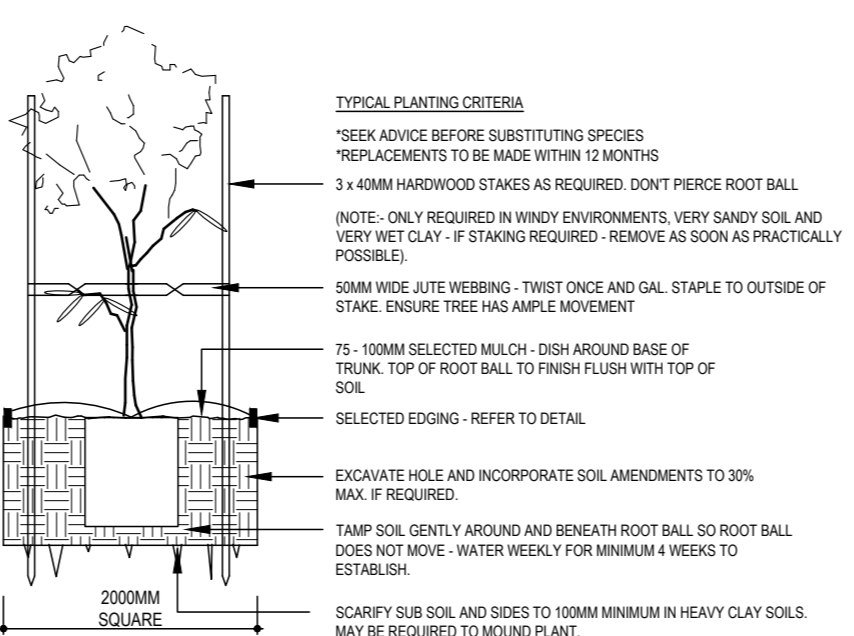 TYPICAL PLANTING CRITERIA
*SEEK ADVICE BEFORE SUBSTITUTING SPECIES
*REPLACEMENTS TO BE MADE WITHIN 12 MONTHS
3 x 40MM HARDWOOD STAKES AS REQUIRED. DON'T PIERCE ROOT BALL
(NOTE:- ONLY REQUIRED IN WINDY ENVIRONMENTS, VERY SANDY SOIL AND
VERY WET CLAY - IF STAKING REQUIRED - REMOVE AS SOON AS PRACTICALLY
POSSIBLE).
50MM WIDE JUTE WEBBING - TWIST ONCE AND GAL. STAPLE TO OUTSIDE OF
STAKE. ENSURE TREE HAS AMPLE MOVEMENT
75 - 100MM SELECTED MULCH - DISH AROUND BASE OF
TRUNK. TOP OF ROOT BALL TO FINISH FLUSH WITH TOP OF
SOIL
SELECTED EDGING - REFER TO DETAIL
EXCAVATE HOLE AND INCORPORATE SOIL AMENDMENTS TO 30%
MAX. IF REQUIRED.
TAMP SOIL GENTLY AROUND AND BENEATH ROOT BALL SO ROOT BALL
DOES NOT MOVE - WATER WEEKLY FOR MINIMUM 4 WEEKS TO
ESTABLISH.
SCARIFY SUB SOIL AND SIDES TO 100MM MINIMUM IN HEAVY CLAY SOILS.
MAY BE REQUIRED TO MOUND PLANT.
2000MM
SQUARE